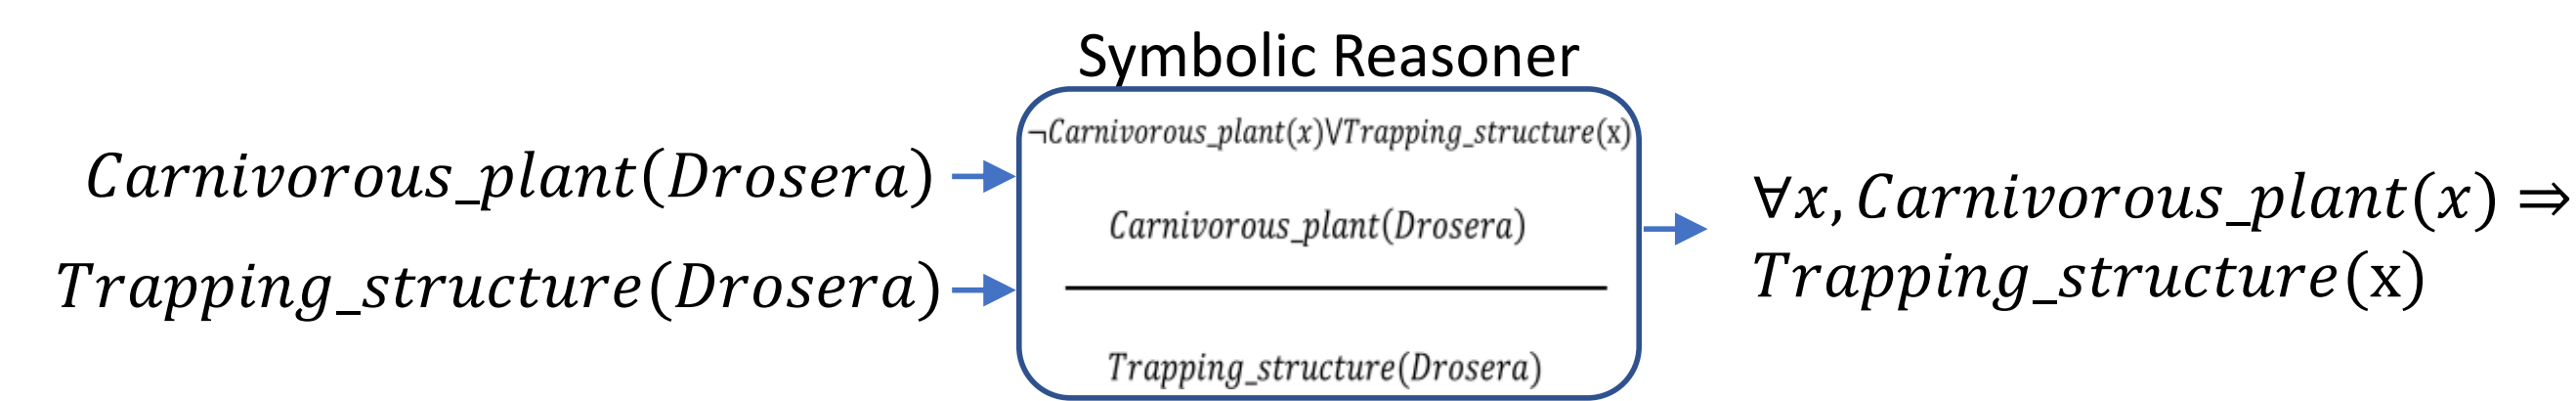 Symbolic Reasoner
Carnivorous_plant(Drosera)
Trapping_structure(Drosera)
¬Carnivorous_plant(x)⋁Trapping_structure(x)
Carnivorous_plant(Drosera)
Trapping_structure(Drosera)
∀x, Carnivorous_plant(x) ⇒
Trapping_structure(x)